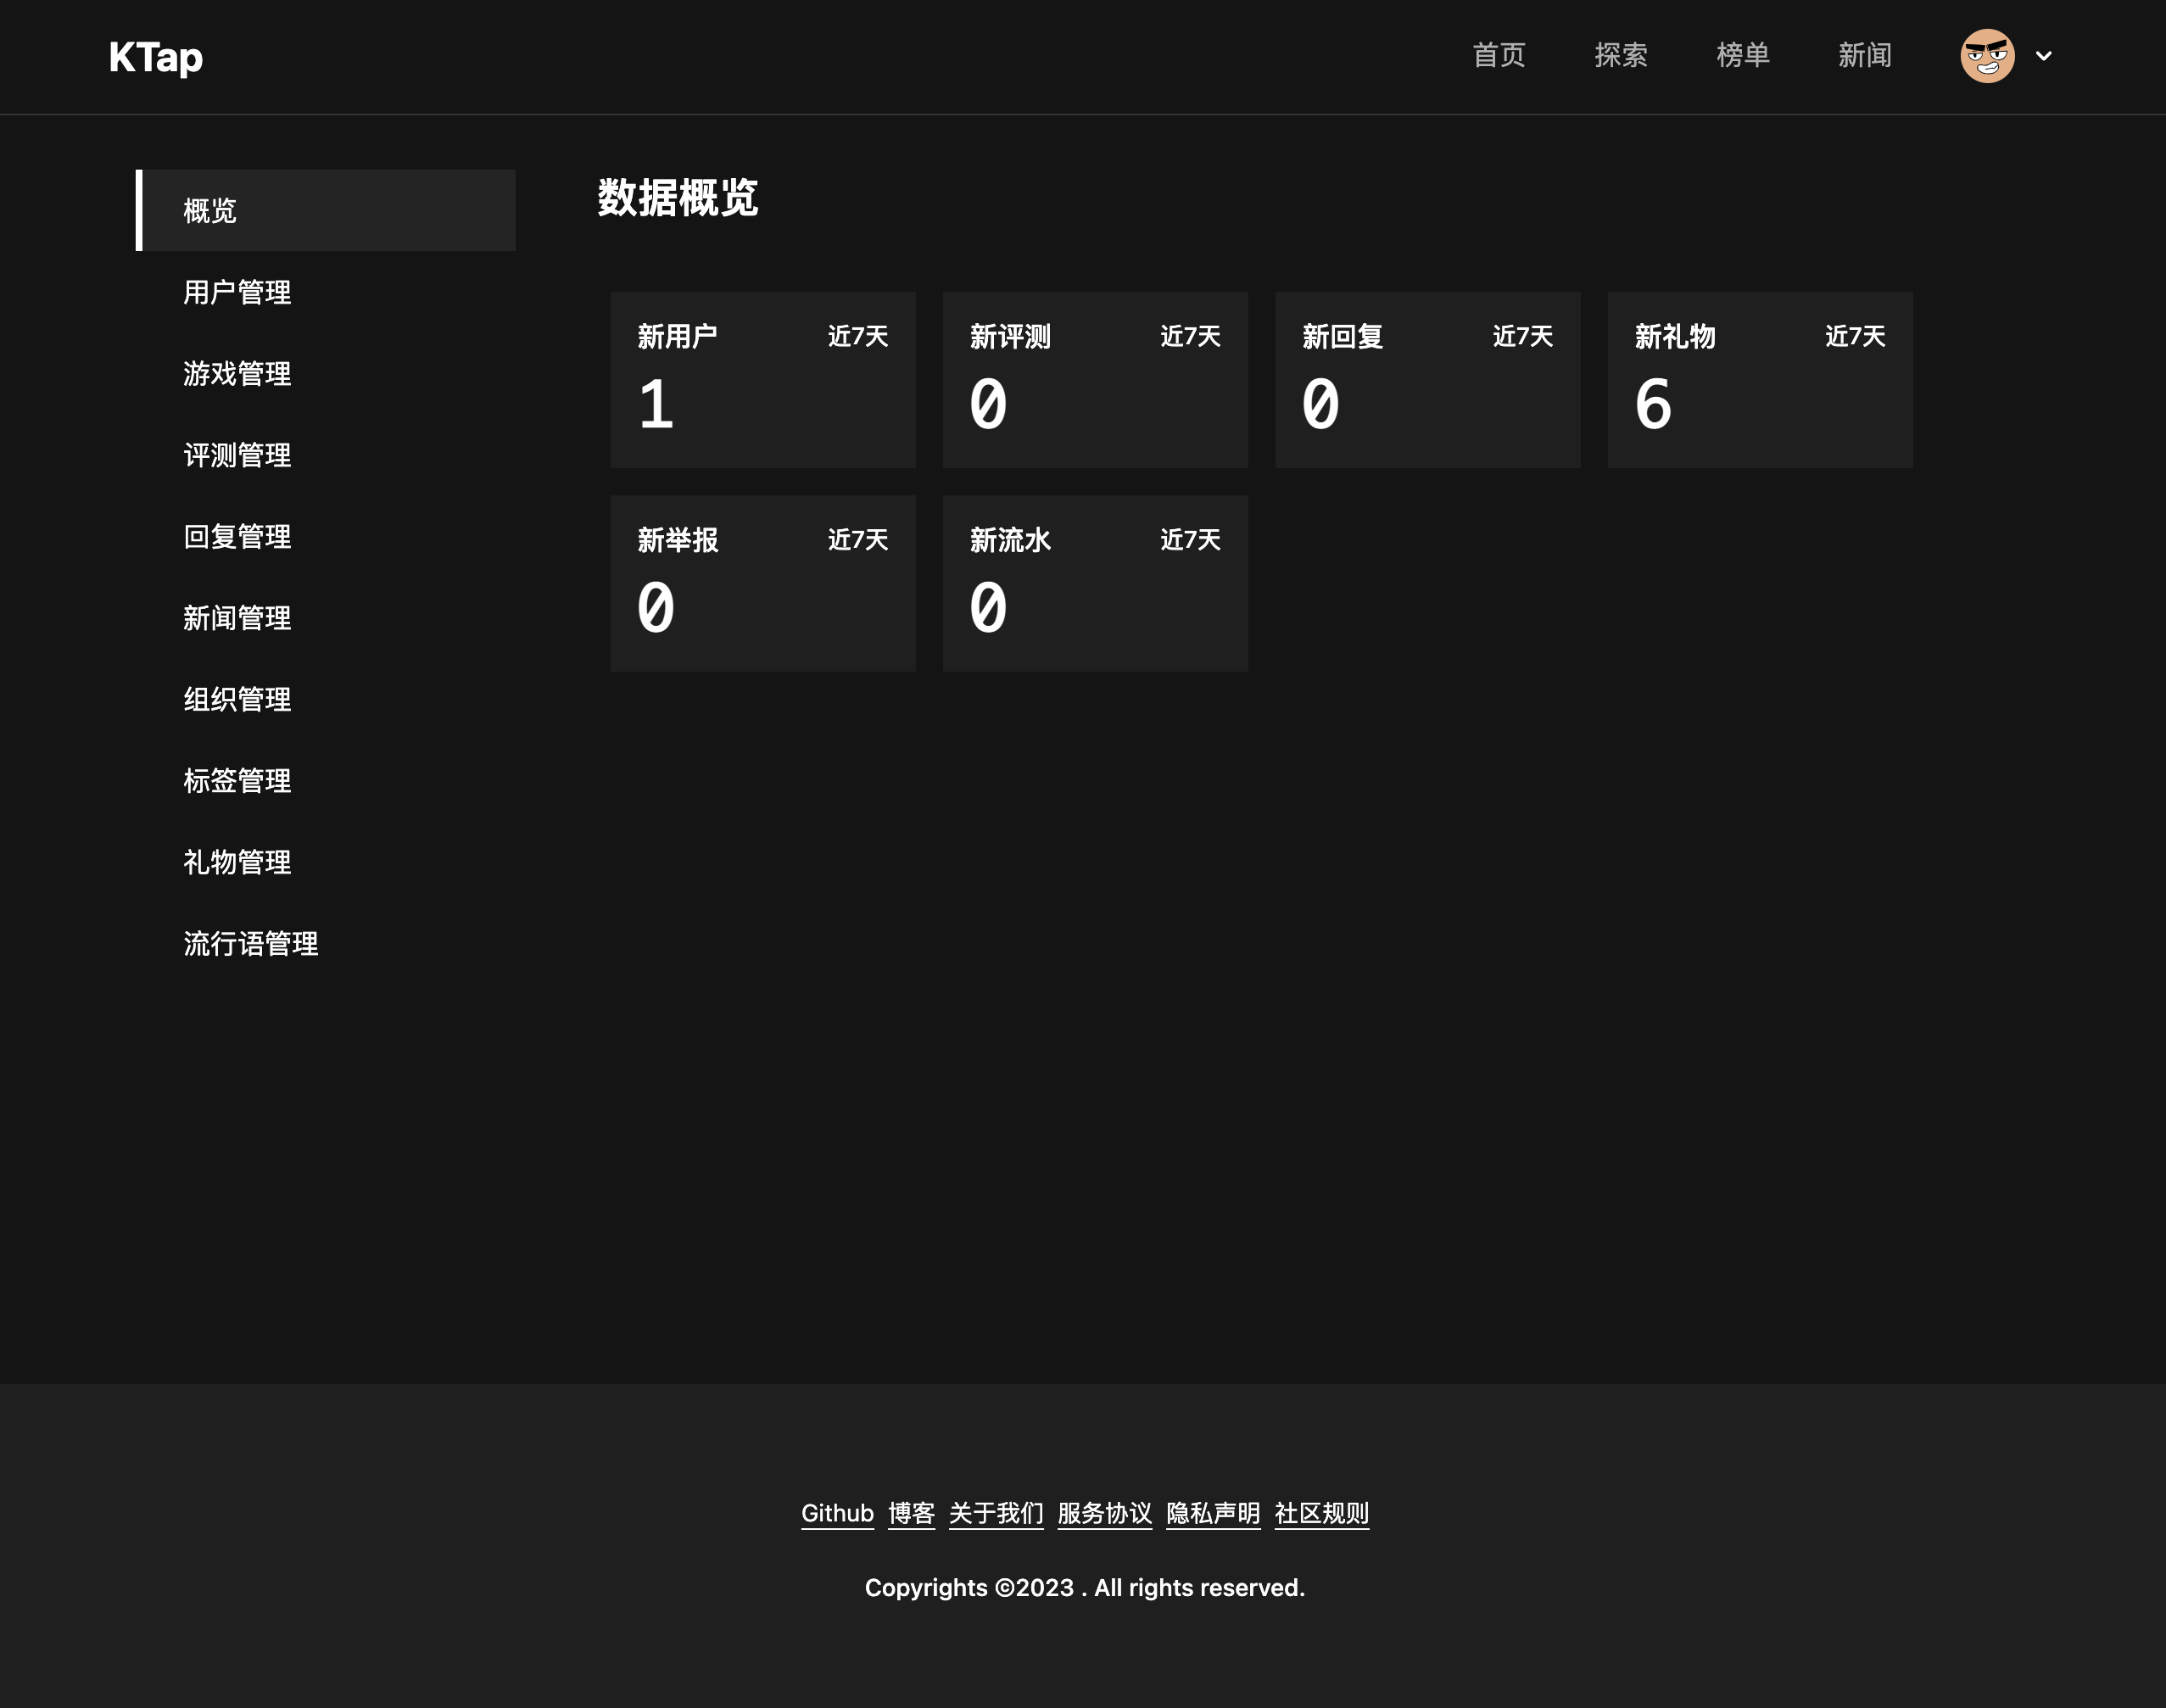 KTap
首页 探索 榜单 新闻
概览
用户管理
游戏管理
评测管理
回复管理
新闻管理
组织管理
标签管理
礼物管理
流行语管理
数据概览
新用户 近7天
1
新评测 近7天
0
新回复 近7天
0
新礼物 近7天
6
新举报 近7天
0
新流水 近7天
0
Github 博客 关于我们 服务协议 隐私声明 社区规则
Copyrights ©2023 . All rights reserved.